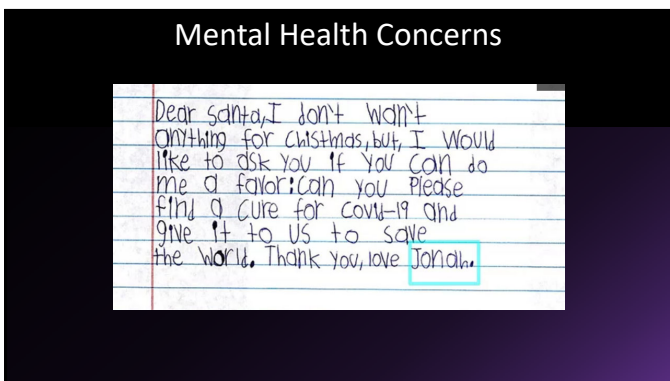 Mental Health Concerns
Dear Santa,I don't wan't
anything for Chistmas,but, I would
like to ask you if you can do
me a favor:can you please
find a cure for covid-19 and
give it to us to save
the world. Thank you, love Jonah.